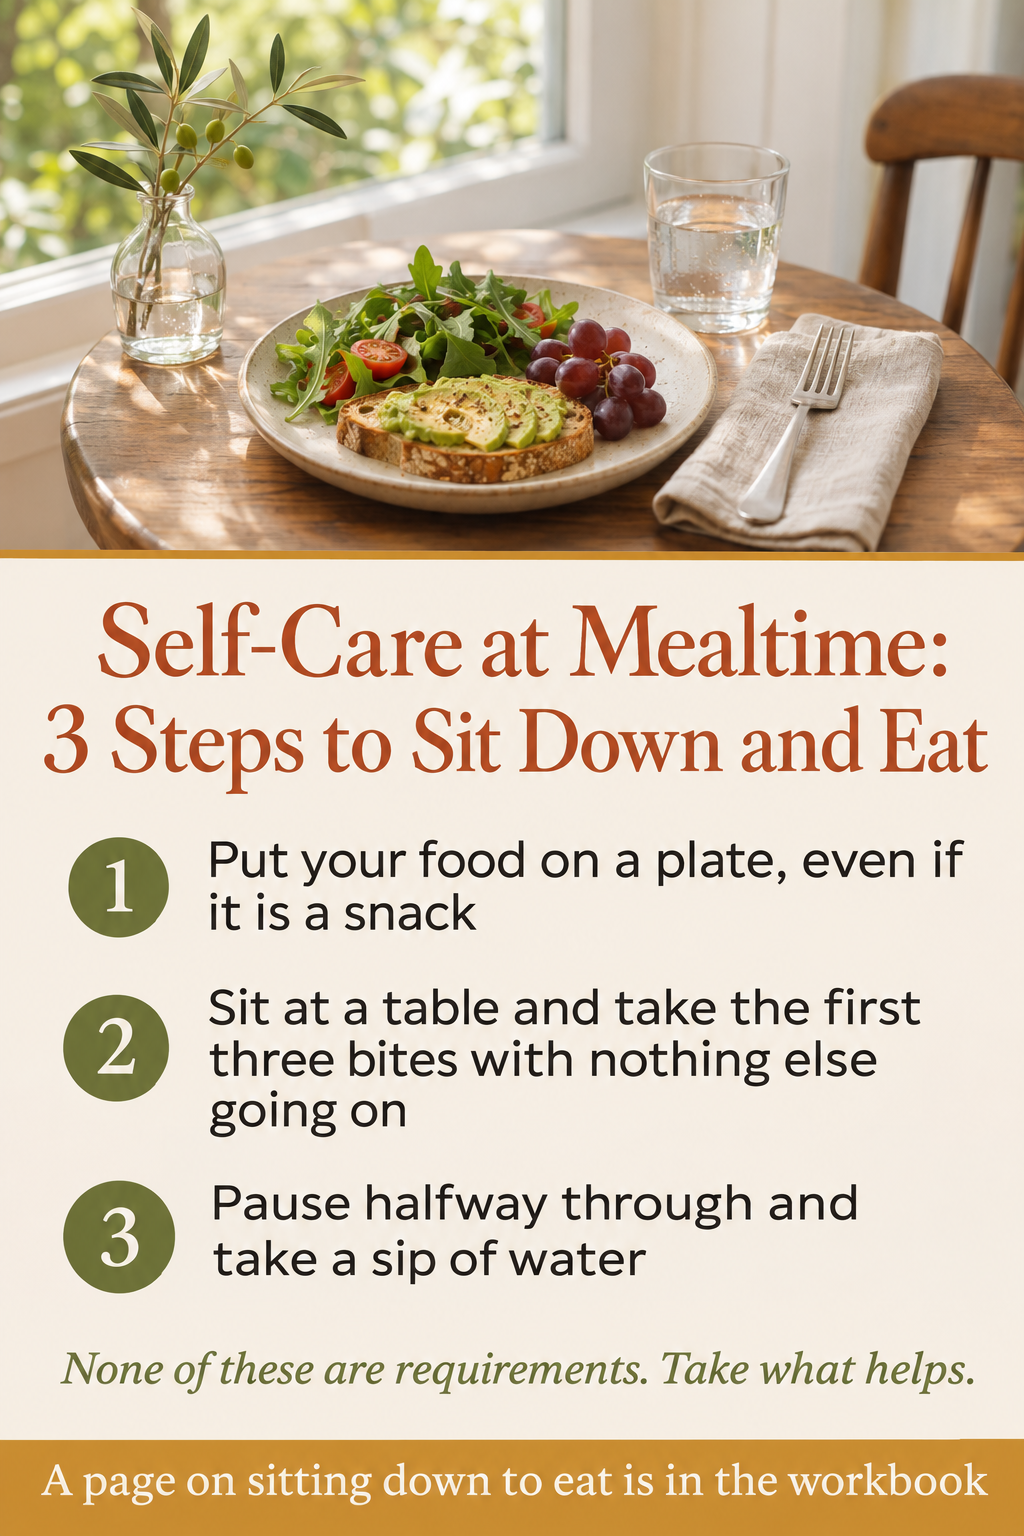 Self-Care at Mealtime:
3 Steps to Sit Down and Eat
1
Put your food on a plate, even if
it is a snack
2
Sit at a table and take the first
three bites with nothing else
going on
3
Pause halfway through and
take a sip of water
None of these are requirements. Take what helps.
A page on sitting down to eat is in the workbook